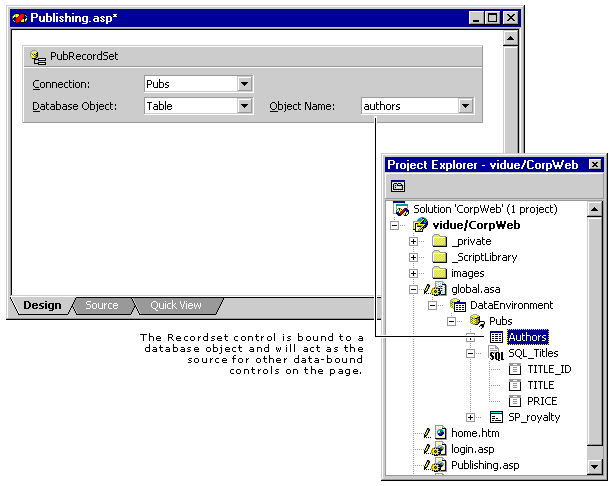 Publishing.asp*
PubRecordSet
Connection: Pubs
Database Object: Table Object Name: authors
Design Source Quick View
The Recordset control is bound to a
database object and will act as the
source for other data-bound
controls on the page.
Project Explorer - vidue/CorpWeb
Solution 'CorpWeb' (1 project)
vidue/CorpWeb
_private
_ScriptLibrary
images
global.asa
DataEnvironment
Pubs
Authors
SQL SQL_Titles
TITLE_ID
TITLE
PRICE
SP_royalty
home.htm
login.asp
Publishing.asp